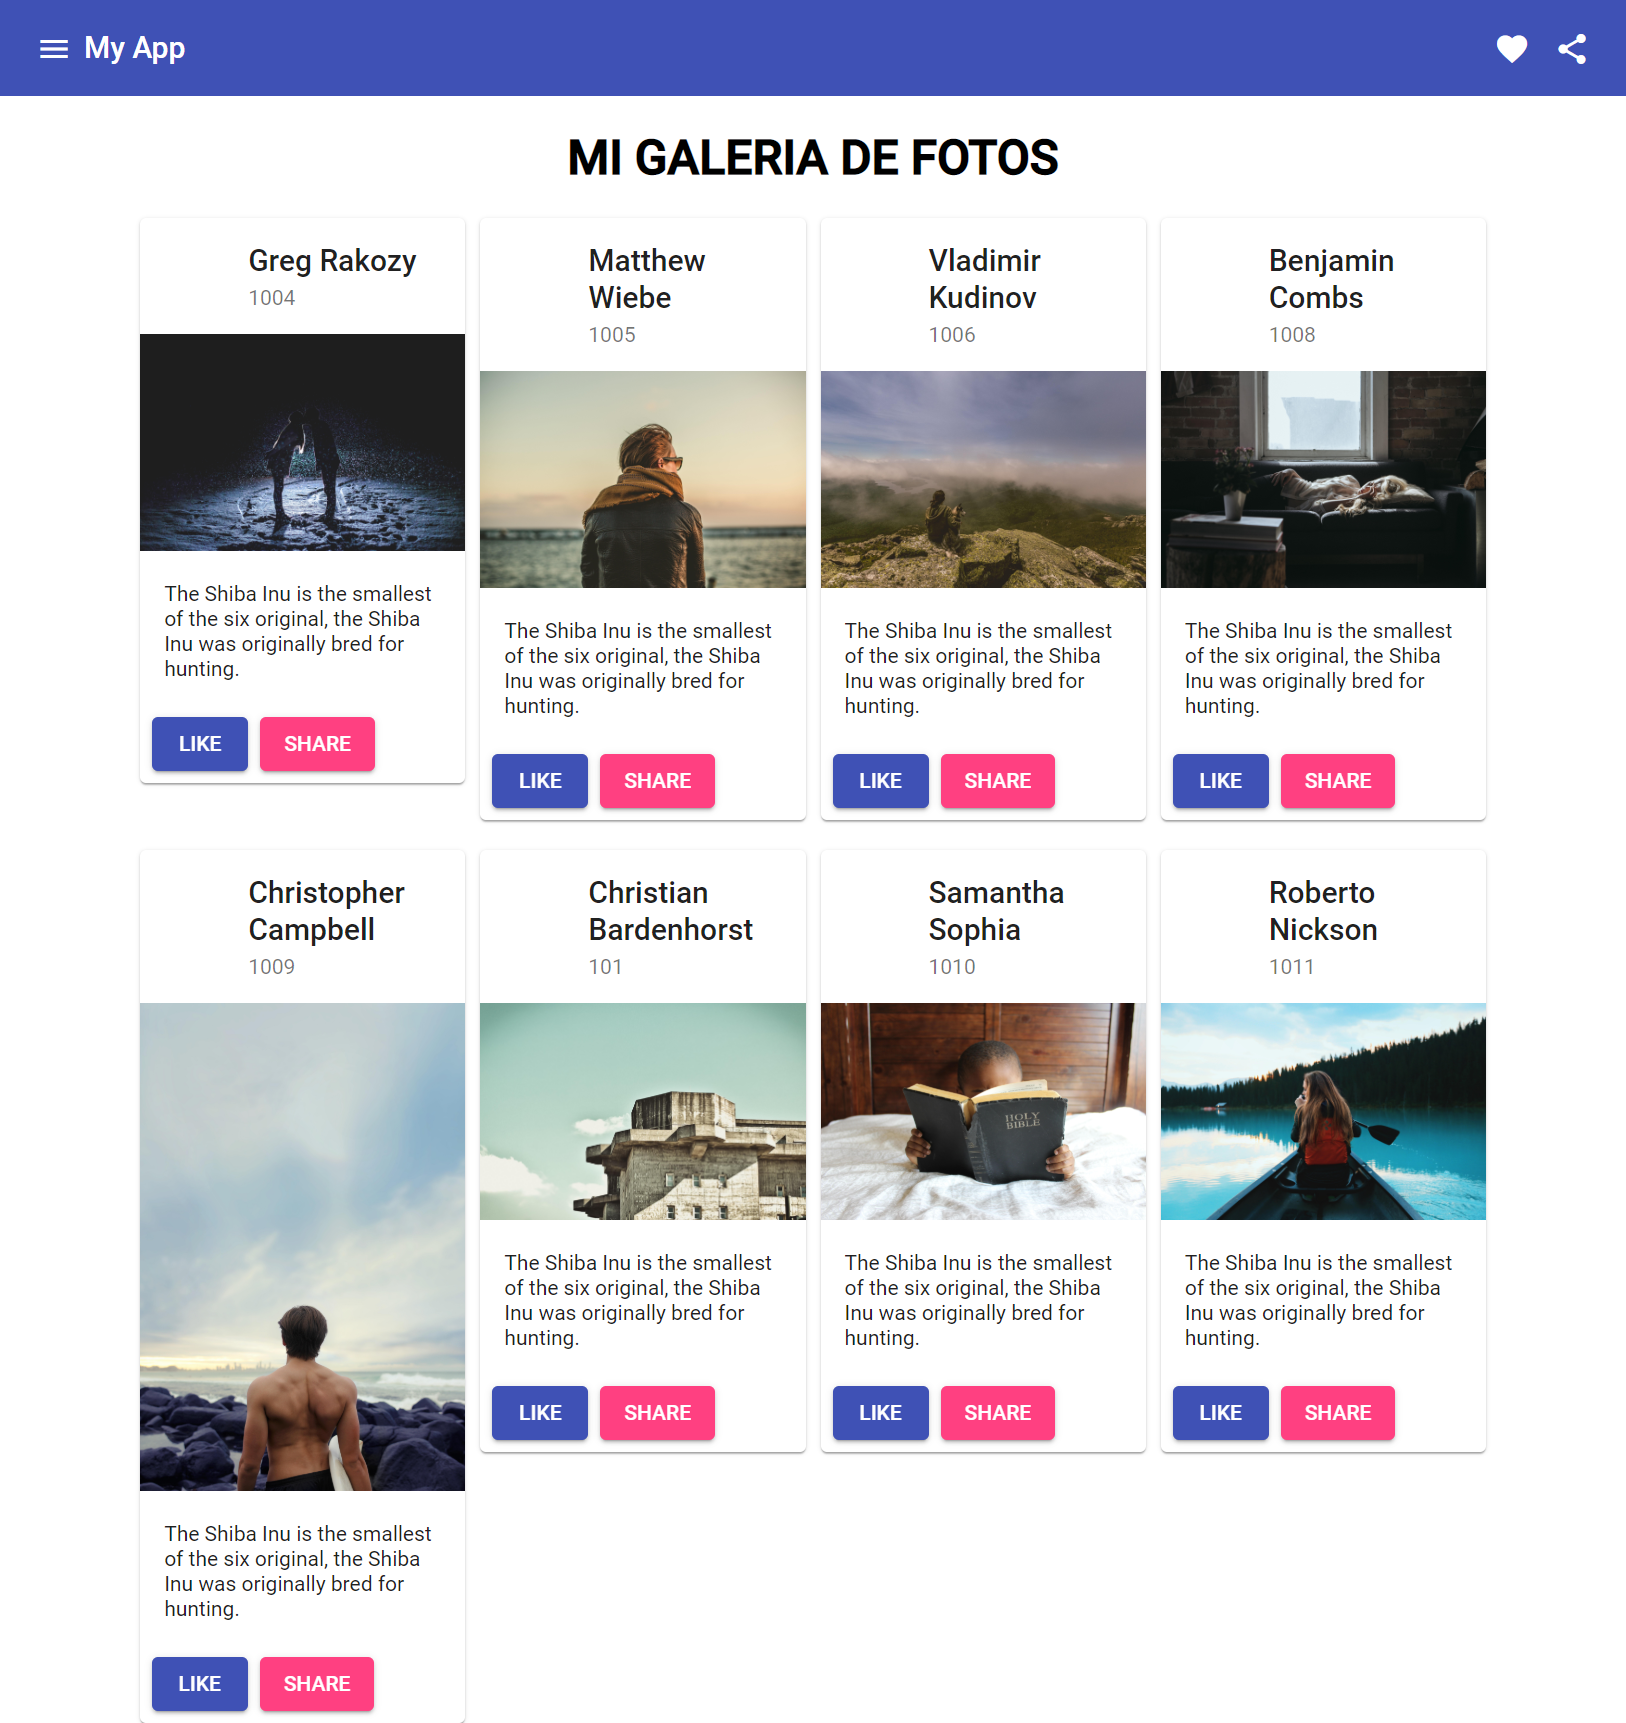 My App
MI GALERIA DE FOTOS
Greg Rakozy
1004
The Shiba Inu is the smallest
of the six original, the Shiba
Inu was originally bred for
hunting.
LIKE
SHARE
Matthew
Wiebe
1005
The Shiba Inu is the smallest
of the six original, the Shiba
Inu was originally bred for
hunting.
LIKE
SHARE
Vladimir
Kudinov
1006
The Shiba Inu is the smallest
of the six original, the Shiba
Inu was originally bred for
hunting.
LIKE
SHARE
Benjamin
Combs
1008
The Shiba Inu is the smallest
of the six original, the Shiba
Inu was originally bred for
hunting.
LIKE
SHARE
Christopher
Campbell
1009
The Shiba Inu is the smallest
of the six original, the Shiba
Inu was originally bred for
hunting.
LIKE
SHARE
Christian
Bardenhorst
101
The Shiba Inu is the smallest
of the six original, the Shiba
Inu was originally bred for
hunting.
LIKE
SHARE
Samantha
Sophia
1010
HOLY
BIBLE
The Shiba Inu is the smallest
of the six original, the Shiba
Inu was originally bred for
hunting.
LIKE
SHARE
Roberto
Nickson
1011
The Shiba Inu is the smallest
of the six original, the Shiba
Inu was originally bred for
hunting.
LIKE
SHARE